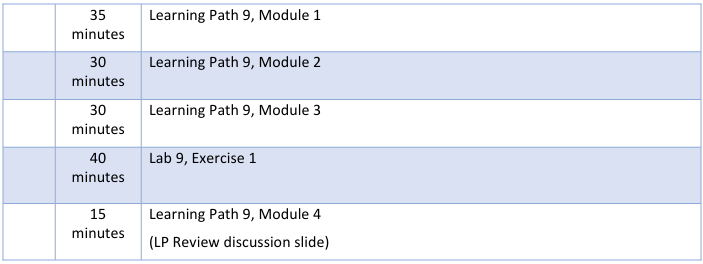 35 minutes Learning Path 9, Module 1
30 minutes Learning Path 9, Module 2
30 minutes Learning Path 9, Module 3
40 minutes Lab 9, Exercise 1
15 minutes Learning Path 9, Module 4
(LP Review discussion slide)